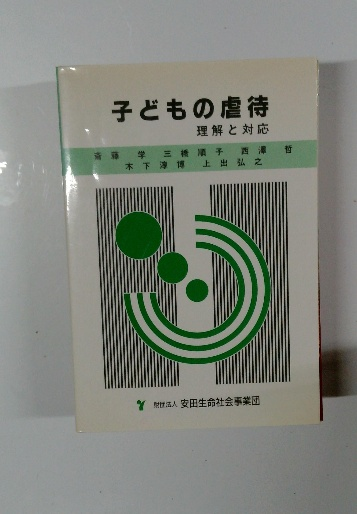 子どもの虐待
理解と対応
斎藤 学 三橋順子 西澤 哲
木下淳博 上出弘之
財団法人 安田生命社会事業団